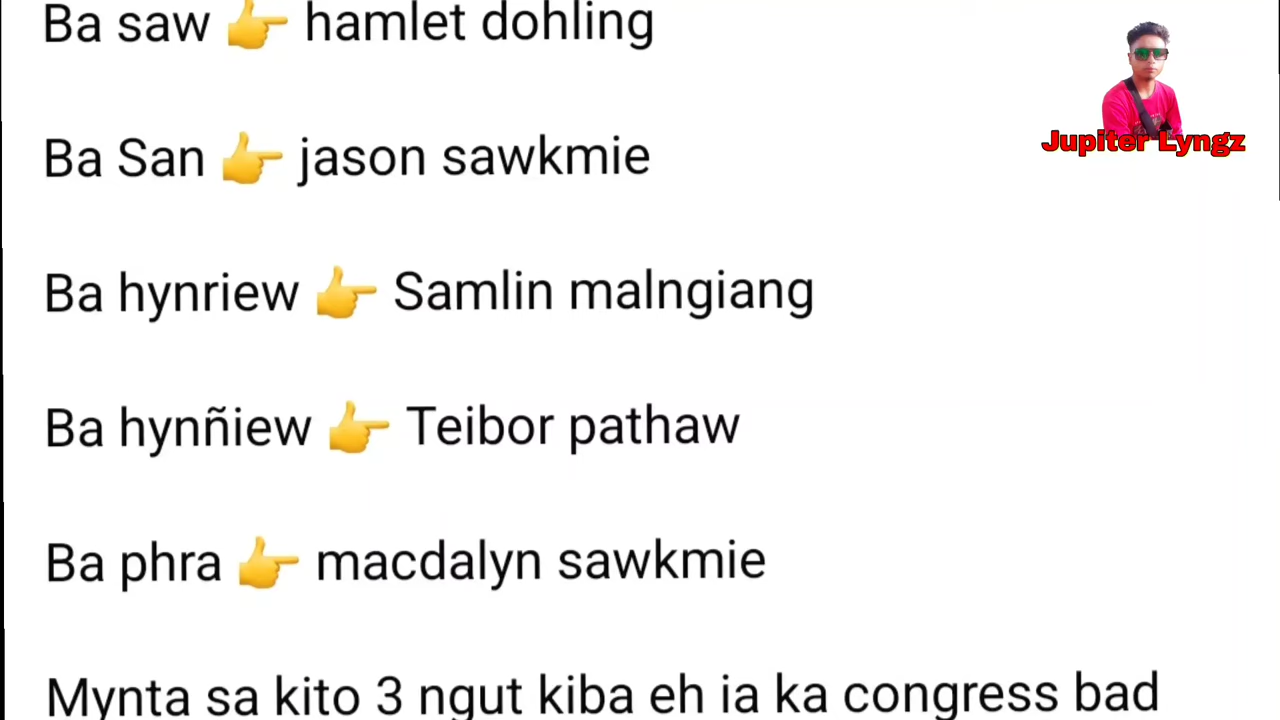 Ba saw 👉 hamlet dohling
Jupiter Lyngz
Ba San 👉 jason sawkmie
Ba hynriew 👉 Samlin malngiang
Ba hynñiew 👉 Teibor pathaw
Ba phra 👉 macdalyn sawkmie
Mynta sa kito 3 ngut kiba eh ia ka congress bad